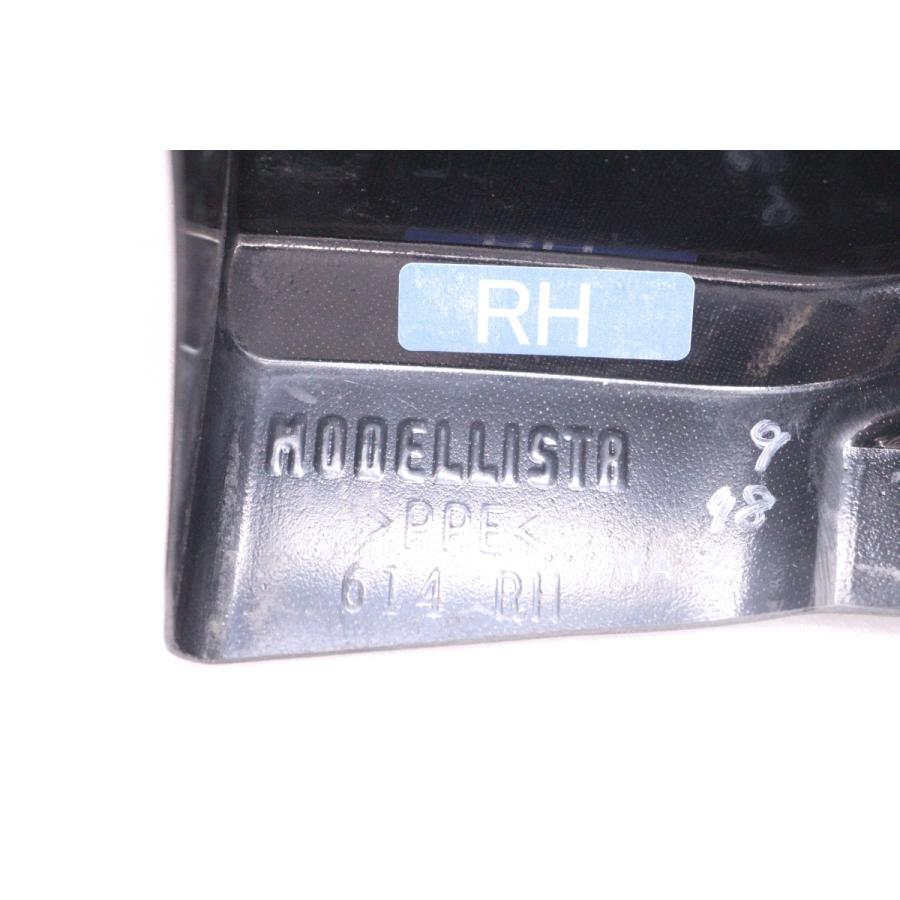 RH
MODELLISTA
>PPE<
614 RH
9
98